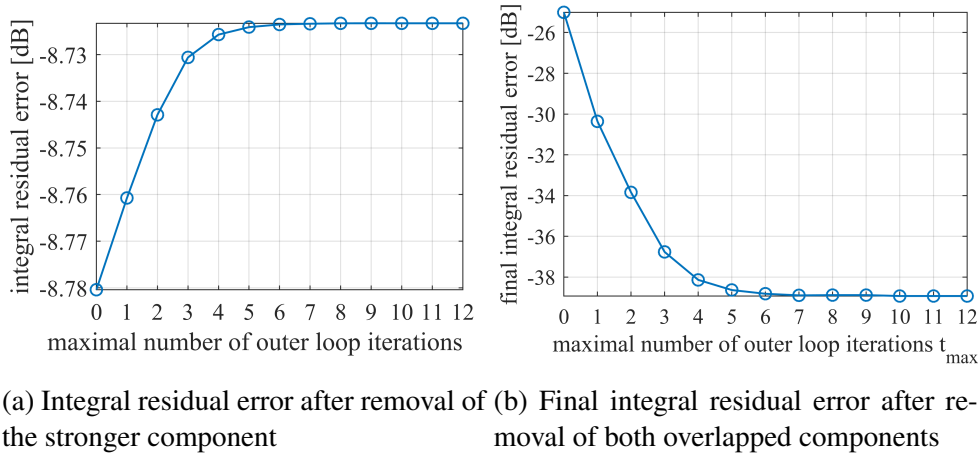 integral residual error [dB]
-8.73
-8.74
-8.75
-8.76
-8.77
-8.78
0 1 2 3 4 5 6 7 8 9 10 11 12
maximal number of outer loop iterations
final integral residual error [dB]
-26
-28
-30
-32
-34
-36
-38
0 1 2 3 4 5 6 7 8 9 10 11 12
maximal number of outer loop iterations t_max
(a) Integral residual error after removal of
the stronger component
(b) Final integral residual error after re-
moval of both overlapped components